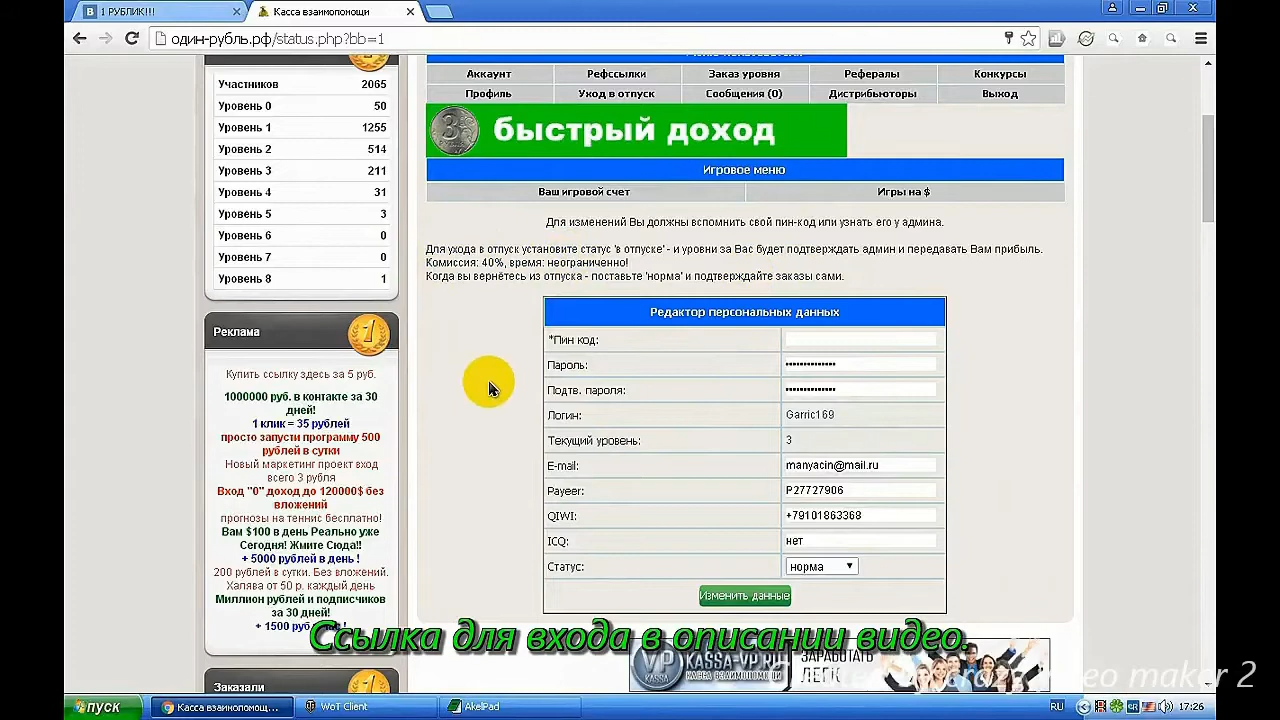 1 РУБЛИК!!!
Касса взаимопомощи
один-рубль.рф/status.php?bb=1
Участников 2065
Уровень 0 50
Уровень 1 1255
Уровень 2 514
Уровень 3 211
Уровень 4 31
Уровень 5 3
Уровень 6 0
Уровень 7 0
Уровень 8 1
Реклама
Купить ссылку здесь за 5 руб.
1000000 руб. в контакте за 30
дней!
1 клик = 35 рублей
просто запусти программу 500
рублей в сутки
Новый маркетинг проект вход
всего 3 рубля
Вход "0" доход до 120000$ без
вложений
прогнозы на теннис бесплатно!
Вам $100 в день Реально уже
Сегодня! Жмите Сюда!!
+ 5000 рублей в день !
200 рублей в сутки. Без вложений.
Халява от 50 р. каждый день
Миллион рублей и подписчиков
за 30 дней!
Заказали
Аккаунт Рефссылки Заказ уровня Рефералы Конкурсы
Профиль Уход в отпуск Сообщения (0) Дистрибьюторы Выход
3 быстрый доход
Игровое меню
Ваш игровой счет Игры на $
Для изменений Вы должны вспомнить свой пин-код или узнать его у админа.
Для ухода в отпуск установите статус 'в отпуске' - и уровни за Вас будет подтверждать админ и передавать Вам прибыль.
Комиссия: 40%, время: неограниченно!
Когда вы вернётесь из отпуска - поставьте 'норма' и подтверждайте заказы сами.
Редактор персональных данных
*Пин код:
Пароль: ••••••••••••••
Подтв. пароля: ••••••••••••••
Логин: Garric169
Текущий уровень: 3
E-mail: manyacin@mail.ru
Payeer: P27727906
QIWI: +79101863368
ICQ: нет
Статус: норма
Изменить данные
Ссылка для входа в описании видео.
VP KASSA-VP.RU
КАССА ВЗАИМОПОМОЩИ
ЗАРАБОТАТЬ
video maker 2
пуск Касса взаимопомощ... WoT Client AkelPad RU 17:26